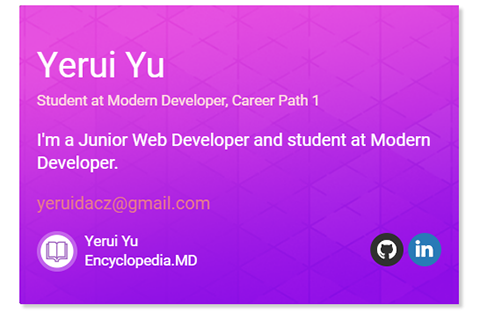 Yerui Yu
Student at Modern Developer, Career Path 1
I'm a Junior Web Developer and student at Modern
Developer.
yeruidacz@gmail.com
Yerui Yu
Encyclopedia.MD
in